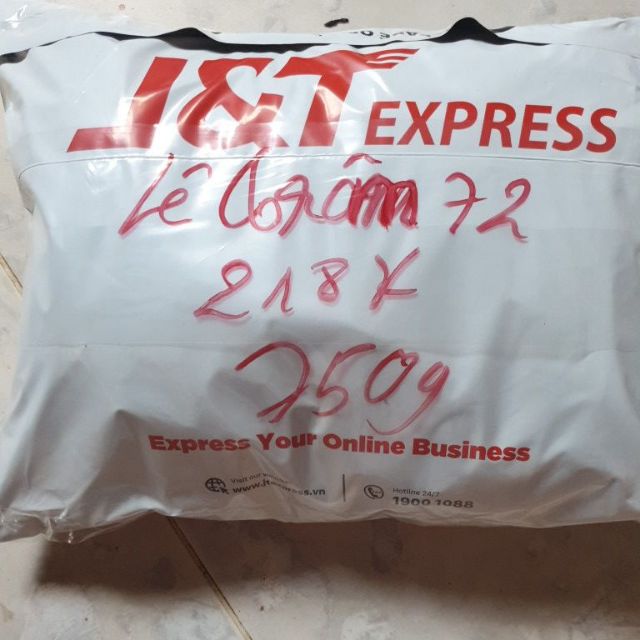 J&T EXPRESS
Lê
72
218K
750g
Express Your Online Business
www.jtexpress.vn
Hotline 24/7
1900 1088